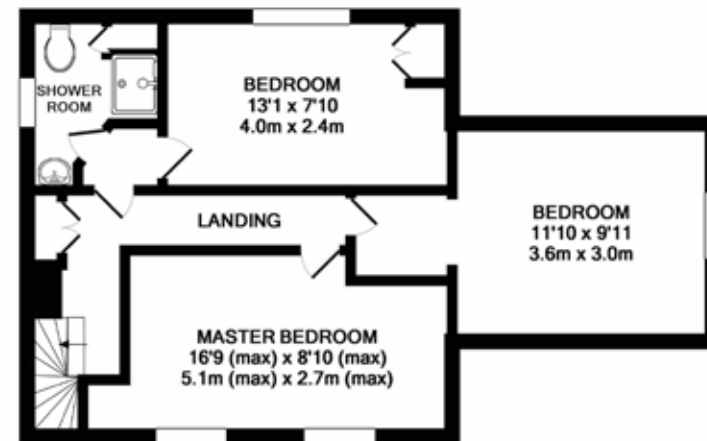 SHOWER
ROOM
BEDROOM
13'1 x 7'10
4.0m x 2.4m
LANDING
BEDROOM
11'10 x 9'11
3.6m x 3.0m
MASTER BEDROOM
16'9 (max) x 8'10 (max)
5.1m (max) x 2.7m (max)